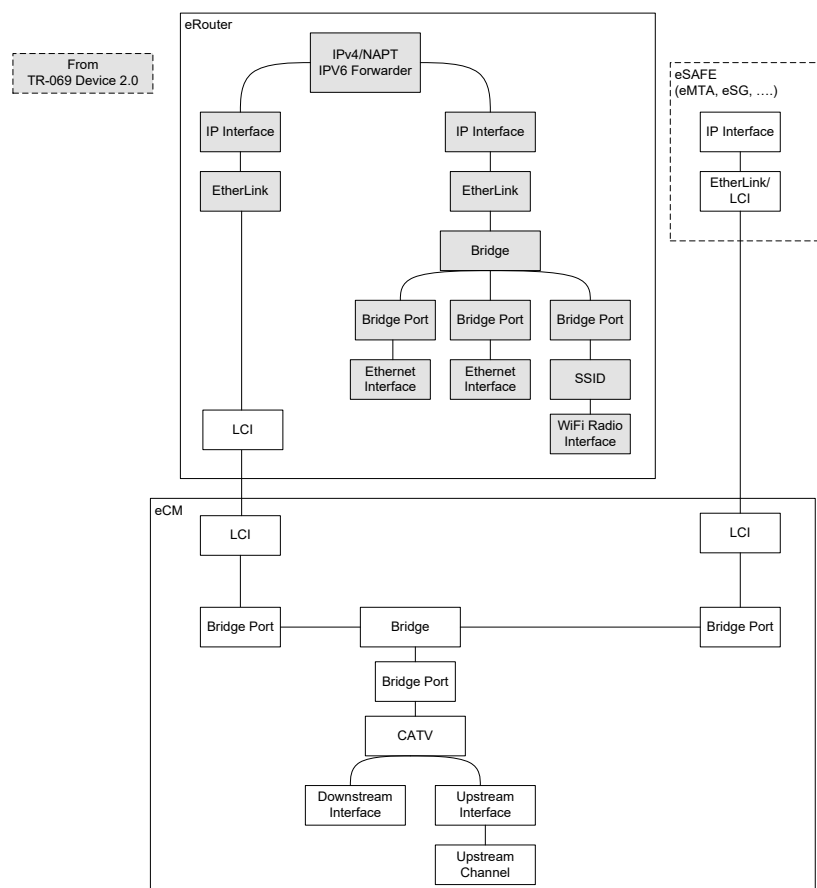 eRouter
From
TR-069 Device 2.0
IPv4/NAPT
IPV6 Forwarder
eSAFE
(eMTA, eSG, ….)
IP Interface
IP Interface
IP Interface
EtherLink
EtherLink
EtherLink/
LCI
Bridge
Bridge Port
Bridge Port
Bridge Port
Ethernet
Interface
Ethernet
Interface
SSID
WiFi Radio
Interface
LCI
eCM
LCI
LCI
Bridge Port
Bridge
Bridge Port
Bridge Port
CATV
Downstream
Interface
Upstream
Interface
Upstream
Channel